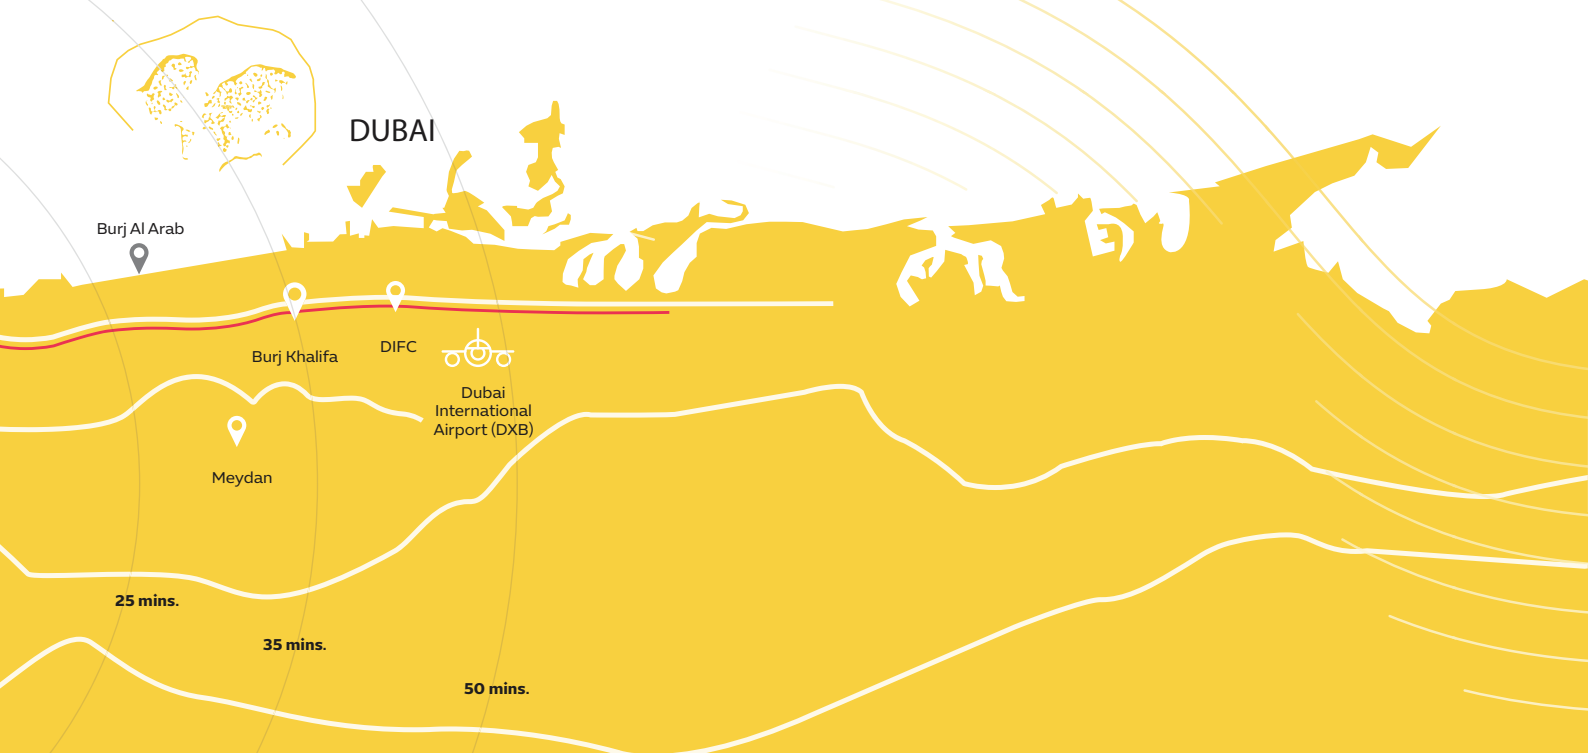 DUBAI
Burj Al Arab
Burj Khalifa
DIFC
Dubai
International
Airport (DXB)
Meydan
25 mins.
35 mins.
50 mins.